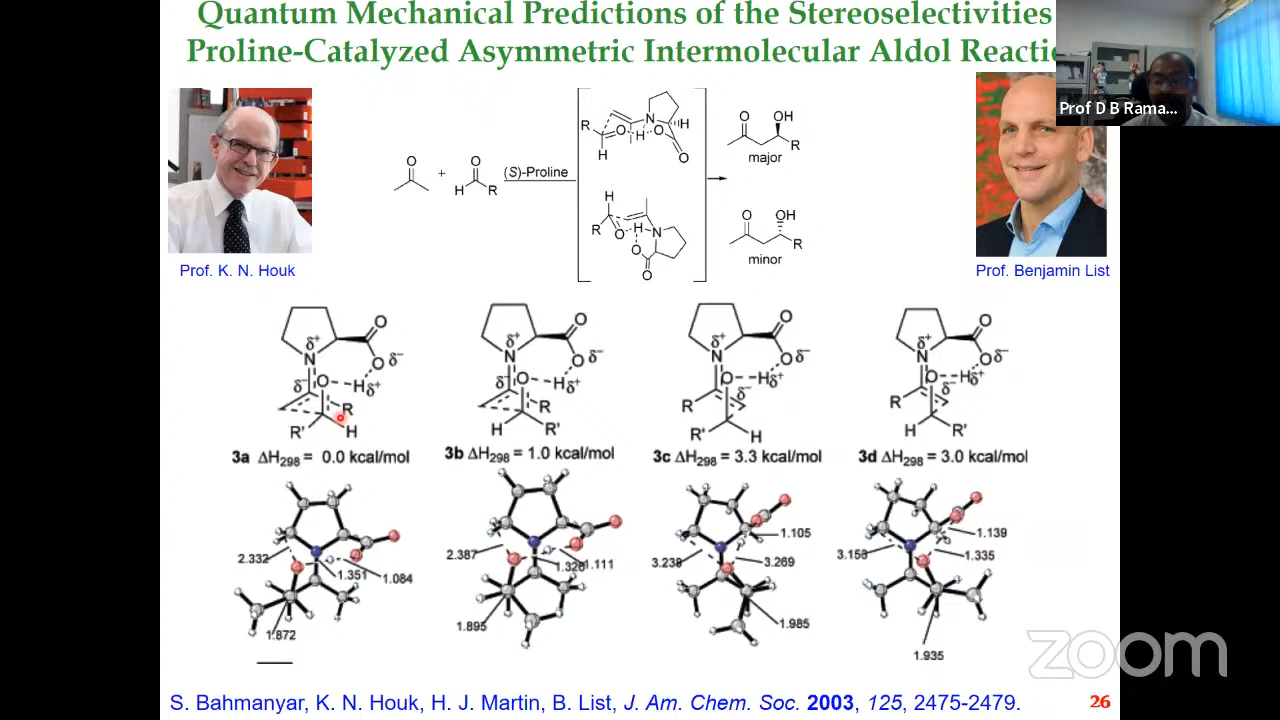 Quantum Mechanical Predictions of the Stereoselectivities
Proline-Catalyzed Asymmetric Intermolecular Aldol Reactio
Prof D B Rama...
Prof. K. N. Houk
Prof. Benjamin List
O
+
O
H R
(S)-Proline
R O H N O H
H O
H
R O H N
O
O
O OH
R
major
O OH
R
minor
N δ+ O
O δ−
δ− O H δ+
R
R' H
3a ΔH298 = 0.0 kcal/mol
N δ+ O
O δ−
δ− O H δ+
R
H R'
3b ΔH298 = 1.0 kcal/mol
N δ+ O
O δ−
O H δ+
R δ−
R' H
3c ΔH298 = 3.3 kcal/mol
N δ+ O
O δ−
O H δ+
R δ−
H R'
3d ΔH298 = 3.0 kcal/mol
2.332
1.351
1.084
1.872
2.387
1.111
1.895
3.238
1.105
3.269
1.985
1.139
1.335
1.935
zoom
S. Bahmanyar, K. N. Houk, H. J. Martin, B. List, J. Am. Chem. Soc. 2003, 125, 2475-2479.
26